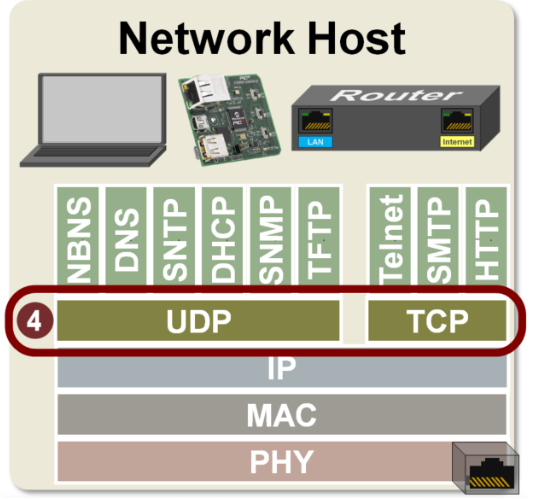 Network Host
Router
LAN
Internet
NBNS
DNS
SNTP
DHCP
SNMP
TFTP
Telnet
SMTP
HTTP
4
UDP
TCP
IP
MAC
PHY